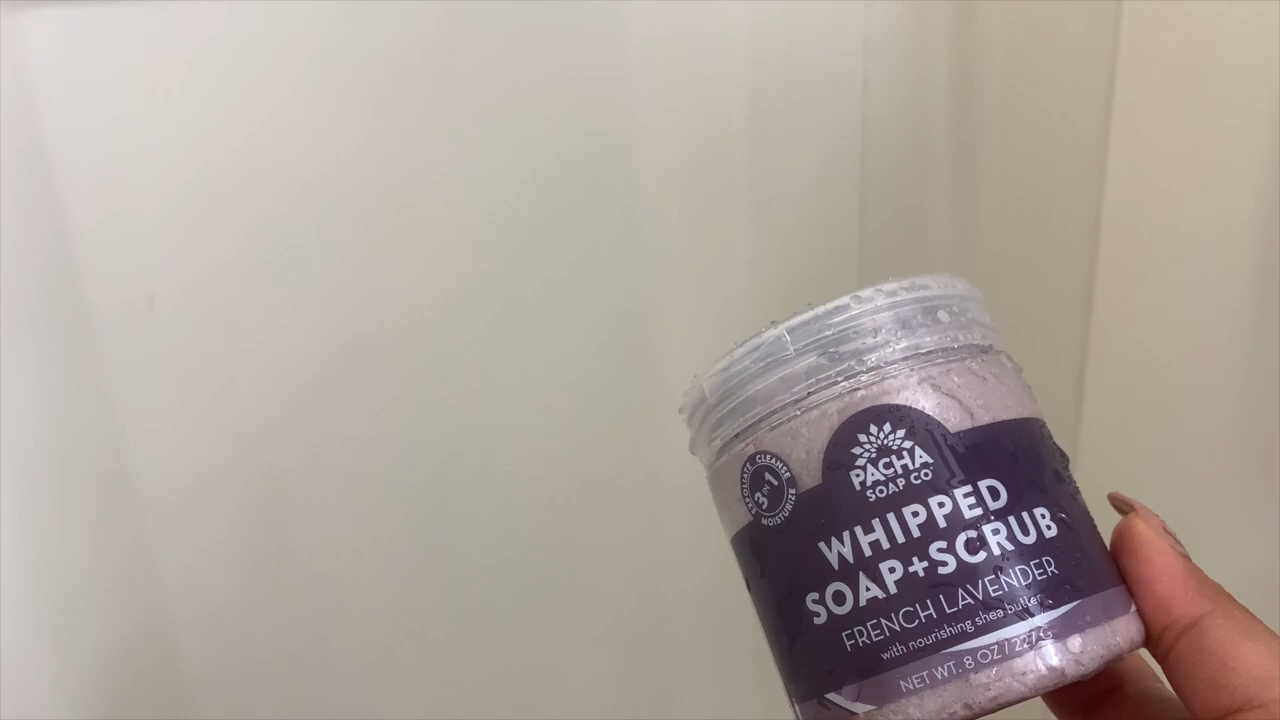 EXFOLIATE CLEANSE
3 IN 1
MOISTURIZE
PACHA
SOAP CO
WHIPPED
SOAP+SCRUB
FRENCH LAVENDER
with nourishing shea butter
NET WT. 8 OZ / 227 G